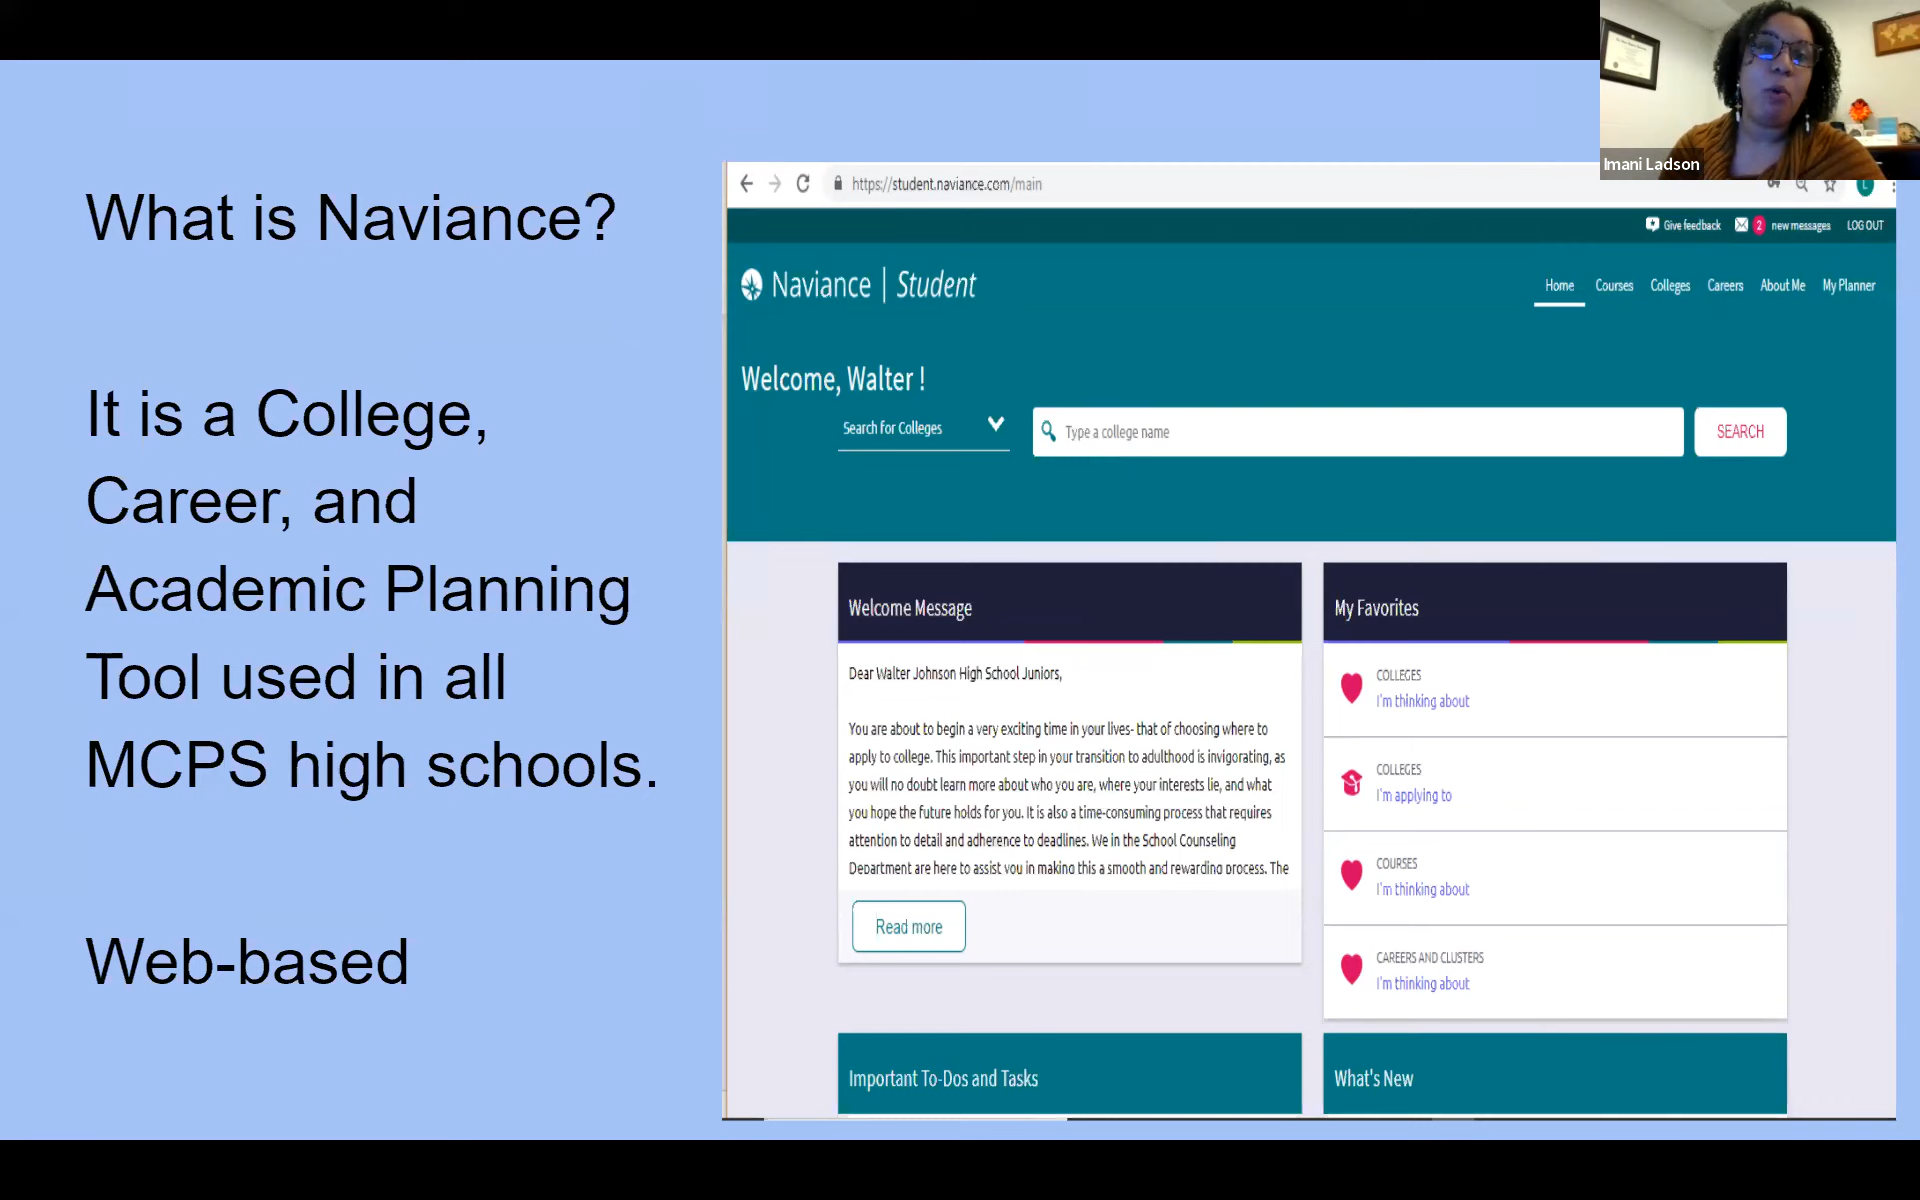 What is Naviance?
It is a College,
Career, and
Academic Planning
Tool used in all
MCPS high schools.
Web-based
Imani Ladson
https://student.naviance.com/main
L
Give feedback 2 new messages LOG OUT
Naviance | Student
Home Courses Colleges Careers About Me My Planner
Welcome, Walter !
Search for Colleges
Type a college name
SEARCH
Welcome Message
Dear Walter Johnson High School Juniors,
You are about to begin a very exciting time in your lives- that of choosing where to
apply to college. This important step in your transition to adulthood is invigorating, as
you will no doubt learn more about who you are, where your interests lie, and what
you hope the future holds for you. It is also a time-consuming process that requires
attention to detail and adherence to deadlines. We in the School Counseling
Department are here to assist you in making this a smooth and rewarding process. The
Read more
My Favorites
COLLEGES
I'm thinking about
COLLEGES
I'm applying to
COURSES
I'm thinking about
CAREERS AND CLUSTERS
I'm thinking about
Important To-Dos and Tasks
What's New